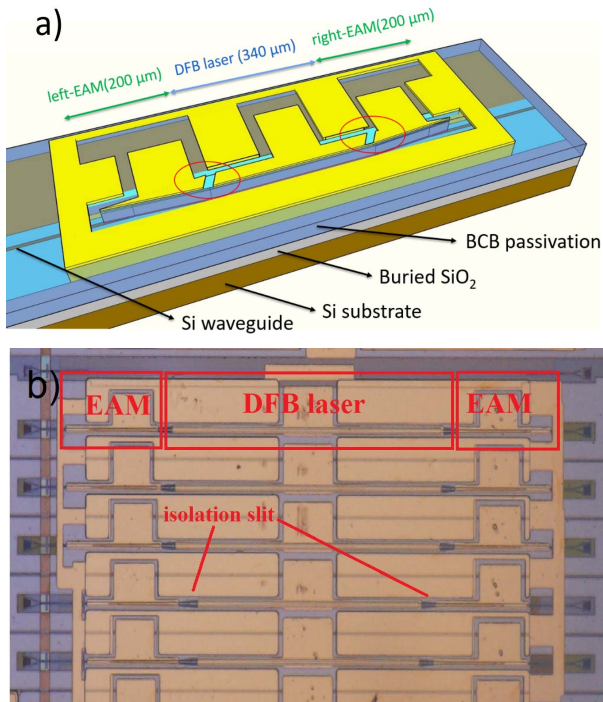 a)
left-EAM(200 μm)
DFB laser (340 μm)
right-EAM(200 μm)
BCB passivation
Buried SiO₂
Si substrate
Si waveguide
b)
EAM
DFB laser
EAM
isolation slit